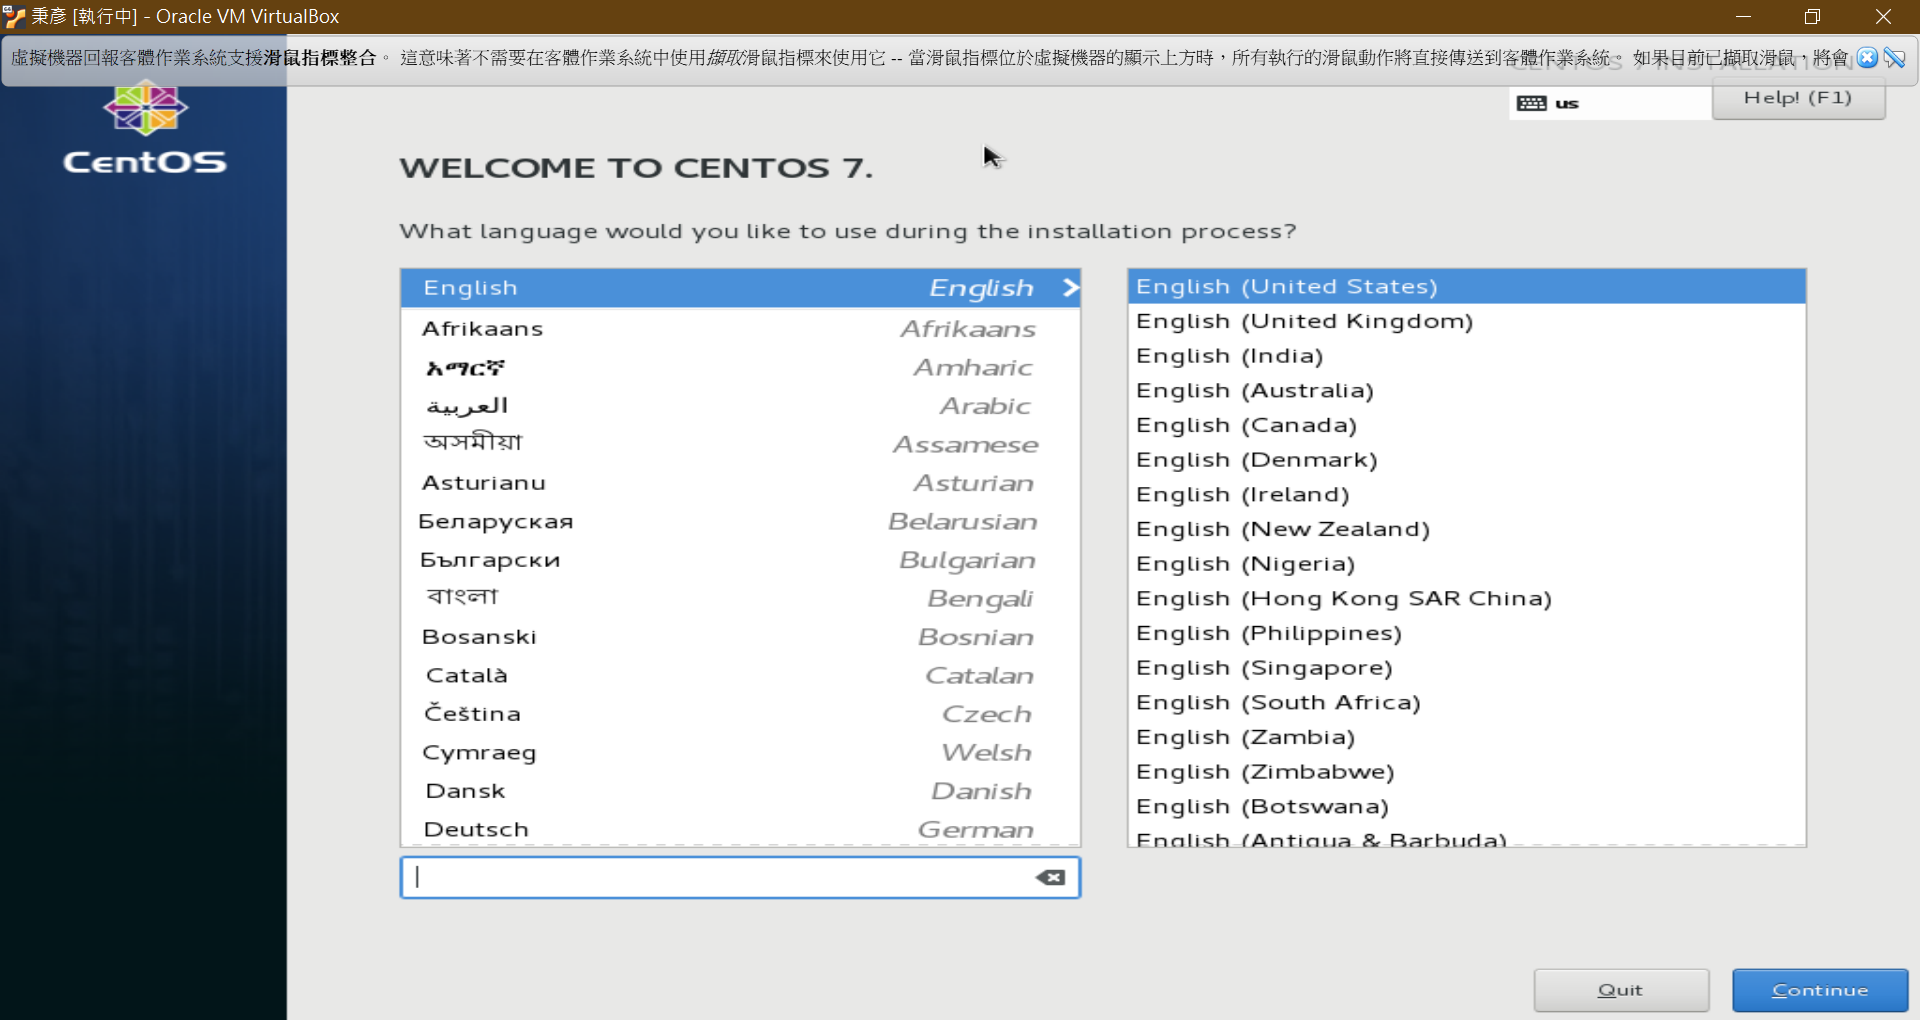 秉彥 [執行中] - Oracle VM VirtualBox
虛擬機器回報客體作業系統支援滑鼠指標整合。 這意味著不需要在客體作業系統中使用擷取滑鼠指標來使用它 -- 當滑鼠指標位於虛擬機器的顯示上方時，所有執行的滑鼠動作將直接傳送到客體作業系統。 如果目前已擷取滑鼠，將會
CENTOS 7 INSTALLATION
us
Help! (F1)
CentOS
WELCOME TO CENTOS 7.
What language would you like to use during the installation process?
English English
Afrikaans Afrikaans
አማርኛ Amharic
العربية Arabic
অসমীয়া Assamese
Asturianu Asturian
Беларуская Belarusian
Български Bulgarian
বাংলা Bengali
Bosanski Bosnian
Català Catalan
Čeština Czech
Cymraeg Welsh
Dansk Danish
Deutsch German
English (United States)
English (United Kingdom)
English (India)
English (Australia)
English (Canada)
English (Denmark)
English (Ireland)
English (New Zealand)
English (Nigeria)
English (Hong Kong SAR China)
English (Philippines)
English (Singapore)
English (South Africa)
English (Zambia)
English (Zimbabwe)
English (Botswana)
English (Antigua & Barbuda)
Quit
Continue